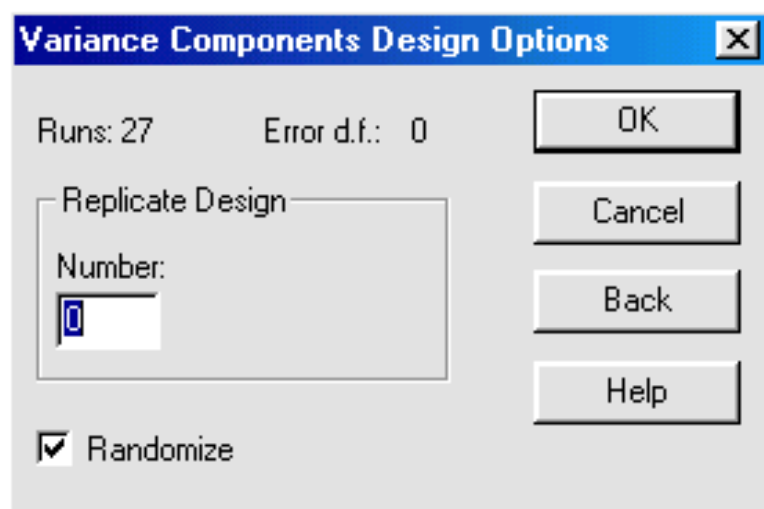 Variance Components Design Options
Runs: 27 Error d.f.: 0
OK
Replicate Design
Cancel
Number:
0
Back
Help
Randomize